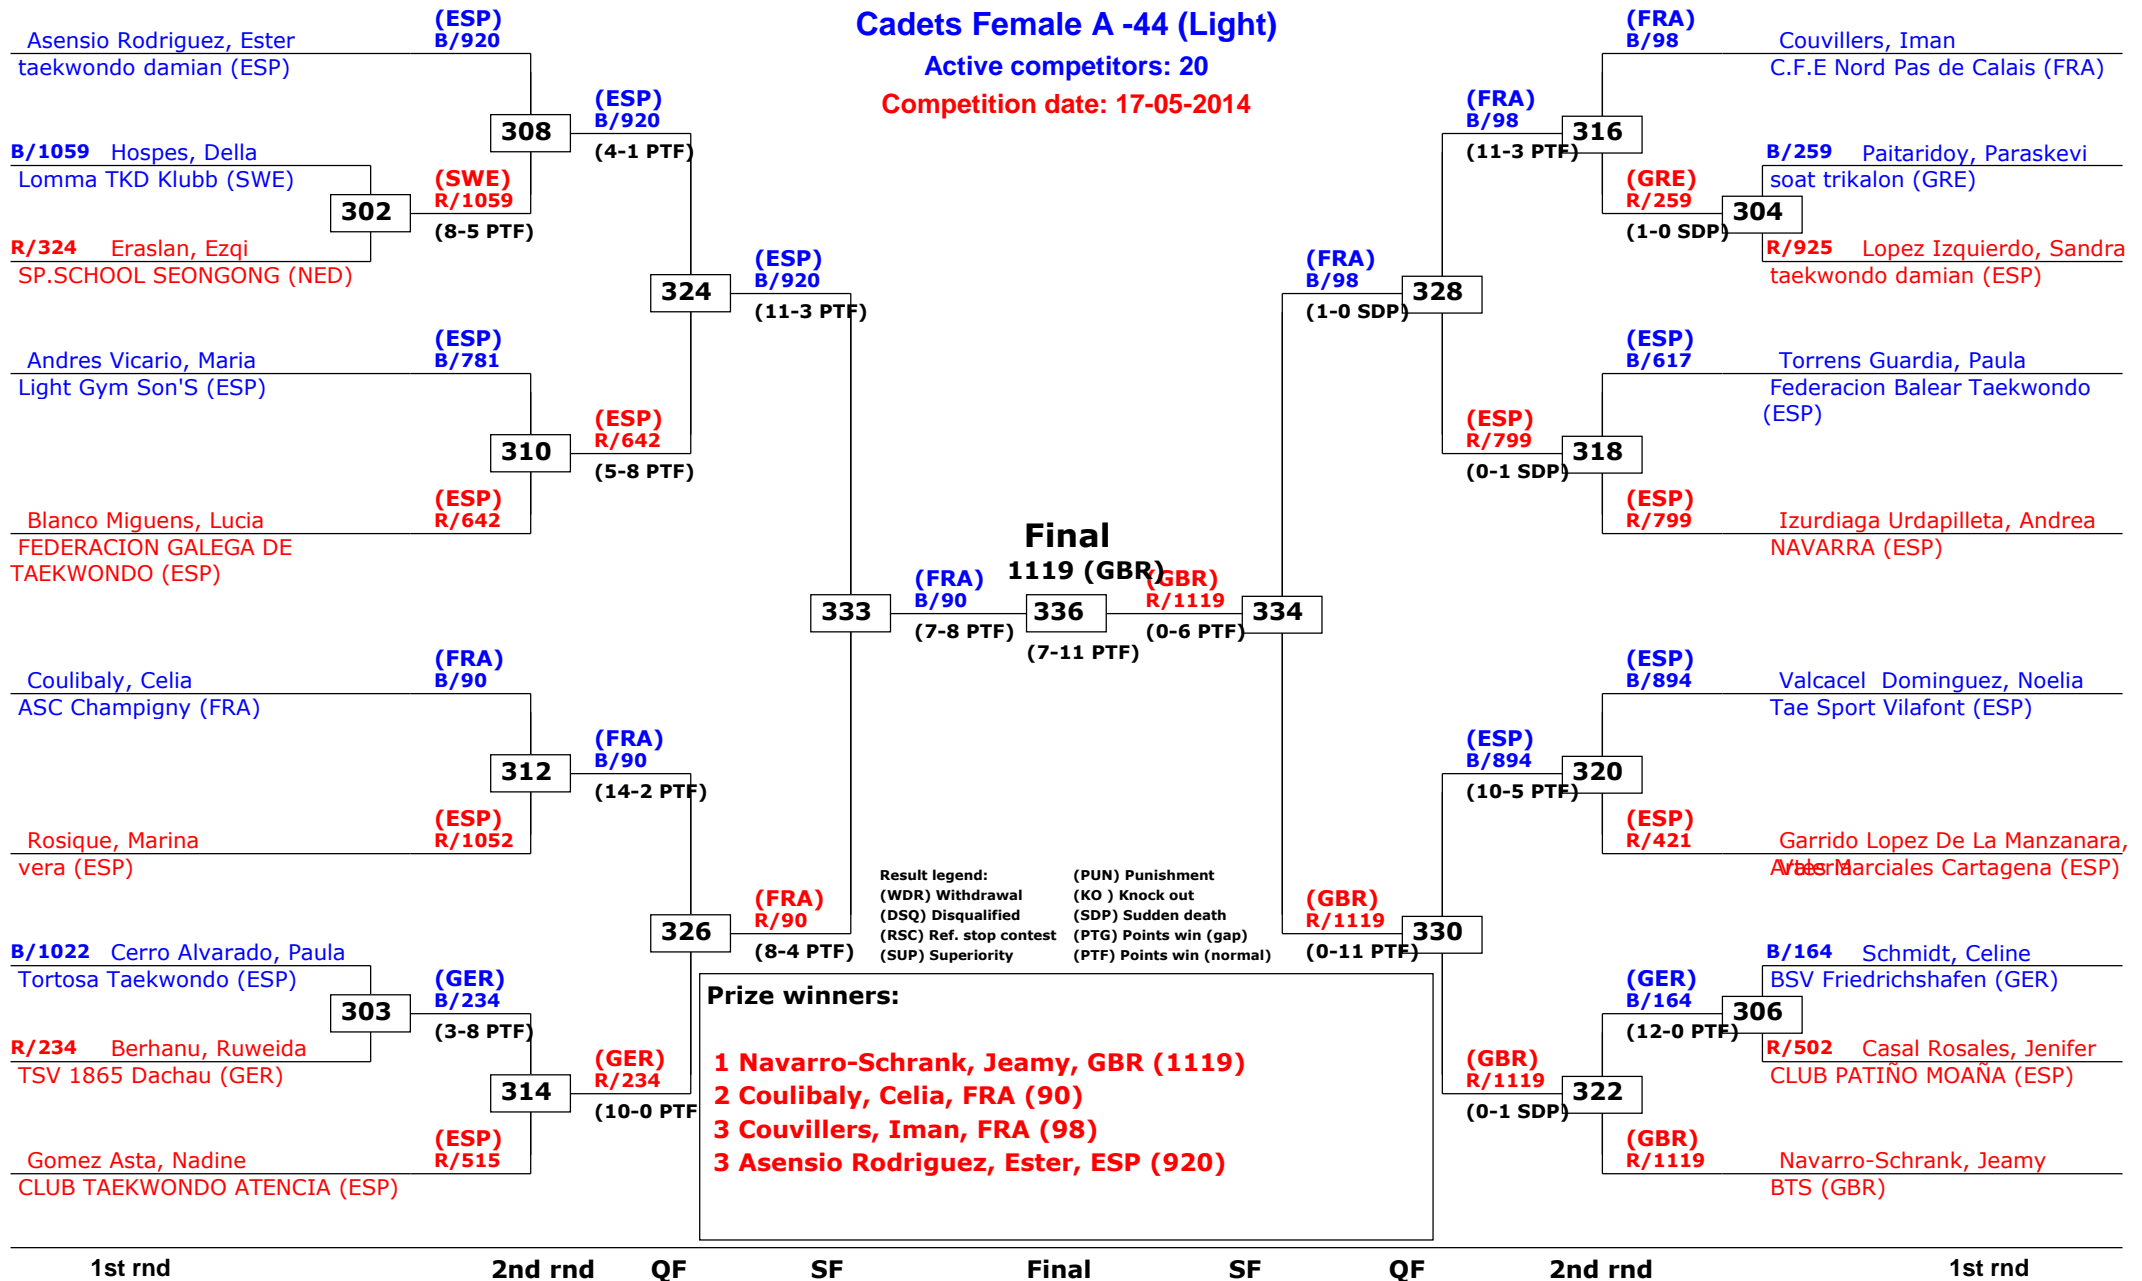 Cadets Female A -44 (Light)
Active competitors: 20
Competition date: 17-05-2014
Asensio Rodriguez, Ester
taekwondo damian (ESP)
(ESP)
B/920
B/1059 Hospes, Della
Lomma TKD Klubb (SWE)
302
R/324 Eraslan, Ezqi
SP.SCHOOL SEONGONG (NED)
(SWE)
R/1059
(8-5 PTF)
308
(ESP)
B/920
(4-1 PTF)
Andres Vicario, Maria
Light Gym Son'S (ESP)
(ESP)
B/781
310
Blanco Miguens, Lucia
FEDERACION GALEGA DE
TAEKWONDO (ESP)
(ESP)
R/642
(ESP)
R/642
(5-8 PTF)
324
(ESP)
B/920
(11-3 PTF)
Coulibaly, Celia
ASC Champigny (FRA)
(FRA)
B/90
312
Rosique, Marina
vera (ESP)
(ESP)
R/1052
(FRA)
B/90
(14-2 PTF)
B/1022 Cerro Alvarado, Paula
Tortosa Taekwondo (ESP)
303
R/234 Berhanu, Ruweida
TSV 1865 Dachau (GER)
(GER)
B/234
(3-8 PTF)
314
Gomez Asta, Nadine
CLUB TAEKWONDO ATENCIA (ESP)
(ESP)
R/515
(GER)
R/234
(10-0 PTF
326
(FRA)
R/90
(8-4 PTF)
333
(FRA)
B/90
(7-8 PTF)
Final
1119 (GBR)
336
(7-11 PTF)
(GBR)
R/1119
(0-6 PTF)
334
(FRA)
B/98
(1-0 SDP)
328
(FRA)
B/98
(11-3 PTF)
316
(FRA)
B/98
Couvillers, Iman
C.F.E Nord Pas de Calais (FRA)
(GRE)
R/259
(1-0 SDP)
304
B/259 Paitaridoy, Paraskevi
soat trikalon (GRE)
R/925 Lopez Izquierdo, Sandra
taekwondo damian (ESP)
(ESP)
R/799
(0-1 SDP)
318
(ESP)
B/617
Torrens Guardia, Paula
Federacion Balear Taekwondo
(ESP)
(ESP)
R/799
Izurdiaga Urdapilleta, Andrea
NAVARRA (ESP)
(GBR)
R/1119
(0-11 PTF)
330
(ESP)
B/894
(10-5 PTF)
320
(ESP)
B/894
Valcacel  Dominguez, Noelia
Tae Sport Vilafont (ESP)
(ESP)
R/421
Garrido Lopez De La Manzanara,
Marciales Cartagena (ESP)
(GBR)
R/1119
(0-1 SDP)
322
(GER)
B/164
(12-0 PTF)
306
B/164 Schmidt, Celine
BSV Friedrichshafen (GER)
R/502 Casal Rosales, Jenifer
CLUB PATIÑO MOAÑA (ESP)
(GBR)
R/1119
Navarro-Schrank, Jeamy
BTS (GBR)
Result legend:
(WDR) Withdrawal
(DSQ) Disqualified
(RSC) Ref. stop contest
(SUP) Superiority
(PUN) Punishment
(KO ) Knock out
(SDP) Sudden death
(PTG) Points win (gap)
(PTF) Points win (normal)
Prize winners:
1 Navarro-Schrank, Jeamy, GBR (1119)
2 Coulibaly, Celia, FRA (90)
3 Couvillers, Iman, FRA (98)
3 Asensio Rodriguez, Ester, ESP (920)
1st rnd 2nd rnd QF SF Final SF QF 2nd rnd 1st rnd